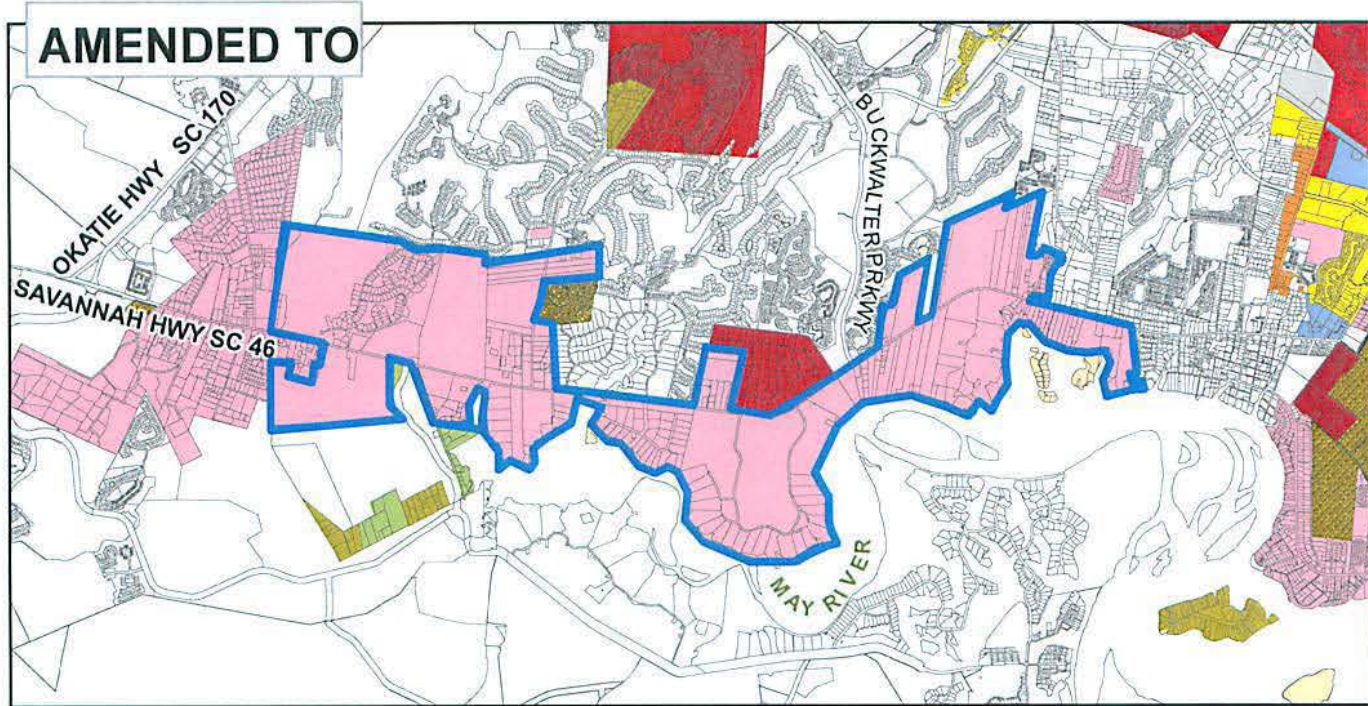 AMENDED TO
OKATIE HWY SC 170
SAVANNAH HWY SC 46
BUCKWALTER PRKWY
MAY RIVER